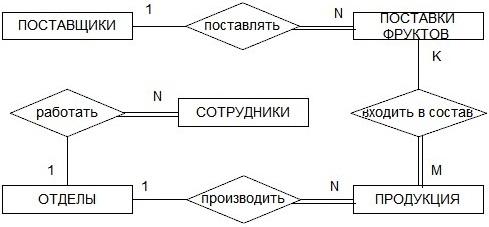 ПОСТАВЩИКИ
1
поставлять
N
ПОСТАВКИ
ФРУКТОВ
K
работать
N
СОТРУДНИКИ
входить в состав
1
M
ОТДЕЛЫ
1
производить
N
ПРОДУКЦИЯ